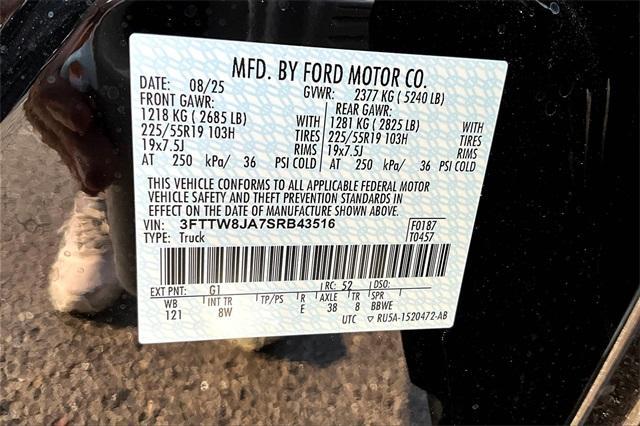 MFD. BY FORD MOTOR CO.
DATE: 08/25 GVWR: 2377 KG ( 5240 LB)
FRONT GAWR: REAR GAWR:
1218 KG ( 2685 LB) WITH 1281 KG ( 2825 LB) WITH
225/55R19 103H TIRES 225/55R19 103H TIRES
19x7.5J RIMS 19x7.5J RIMS
AT 250 kPa/ 36 PSI COLD AT 250 kPa/ 36 PSI COLD
THIS VEHICLE CONFORMS TO ALL APPLICABLE FEDERAL MOTOR
VEHICLE SAFETY AND THEFT PREVENTION STANDARDS IN
EFFECT ON THE DATE OF MANUFACTURE SHOWN ABOVE.
VIN: 3FTTW8JA7SRB43516 F0187
TYPE: Truck T0457
EXT PNT: G1 RC: 52 DSO:
WB INT TR TP/PS R AXLE TR SPR
121 8W E 38 8 BBWE
UTC ▽ RU5A-1520472-AB